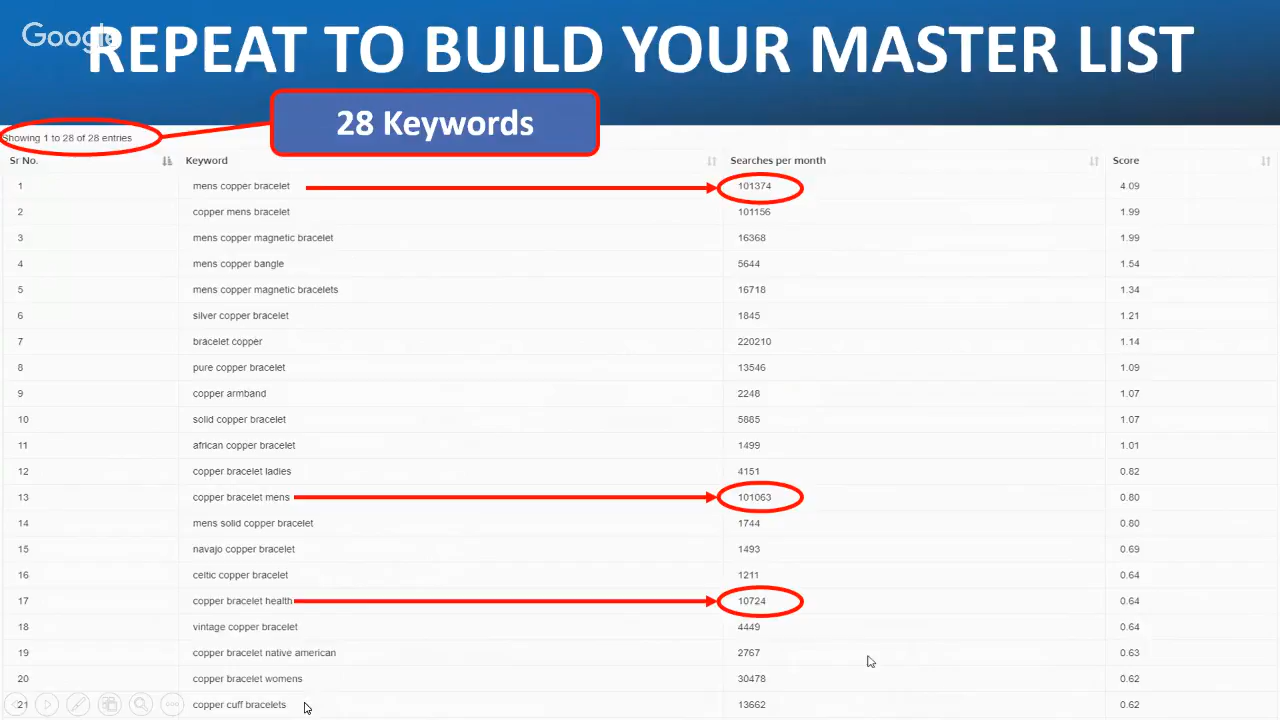 Google
REPEAT TO BUILD YOUR MASTER LIST
28 Keywords
Showing 1 to 28 of 28 entries
Sr No. Keyword Searches per month Score
1 mens copper bracelet 101374 4.09
2 copper mens bracelet 101156 1.99
3 mens copper magnetic bracelet 16368 1.99
4 mens copper bangle 5644 1.54
5 mens copper magnetic bracelets 16718 1.34
6 silver copper bracelet 1845 1.21
7 bracelet copper 220210 1.14
8 pure copper bracelet 13546 1.09
9 copper armband 2248 1.07
10 solid copper bracelet 5885 1.07
11 african copper bracelet 1499 1.01
12 copper bracelet ladies 4151 0.82
13 copper bracelet mens 101063 0.80
14 mens solid copper bracelet 1744 0.80
15 navajo copper bracelet 1493 0.69
16 celtic copper bracelet 1211 0.64
17 copper bracelet health 10724 0.64
18 vintage copper bracelet 4449 0.64
19 copper bracelet native american 2767 0.63
20 copper bracelet womens 30478 0.62
21 copper cuff bracelets 13662 0.62